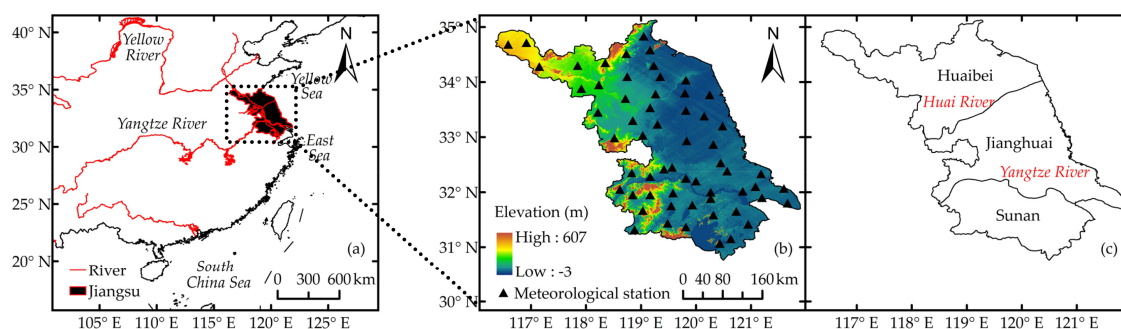 40° N
35° N
30° N
25° N
20° N
Yellow
River
Yellow
Sea
Yangtze River
East
Sea
South
China Sea
River
Jiangsu
0 300 600 km
(a)
105° E 110° E 115° E 120° E 125° E
35° N
34° N
33° N
32° N
31° N
30° N
Elevation (m)
High : 607
Low : -3
Meteorological station
(b)
0 40 80 160 km
117° E 118° E 119° E 120° E 121° E
Huaibei
Huai River
Jianghuai
Yangtze River
Sunan
(c)
117° E 118° E 119° E 120° E 121° E